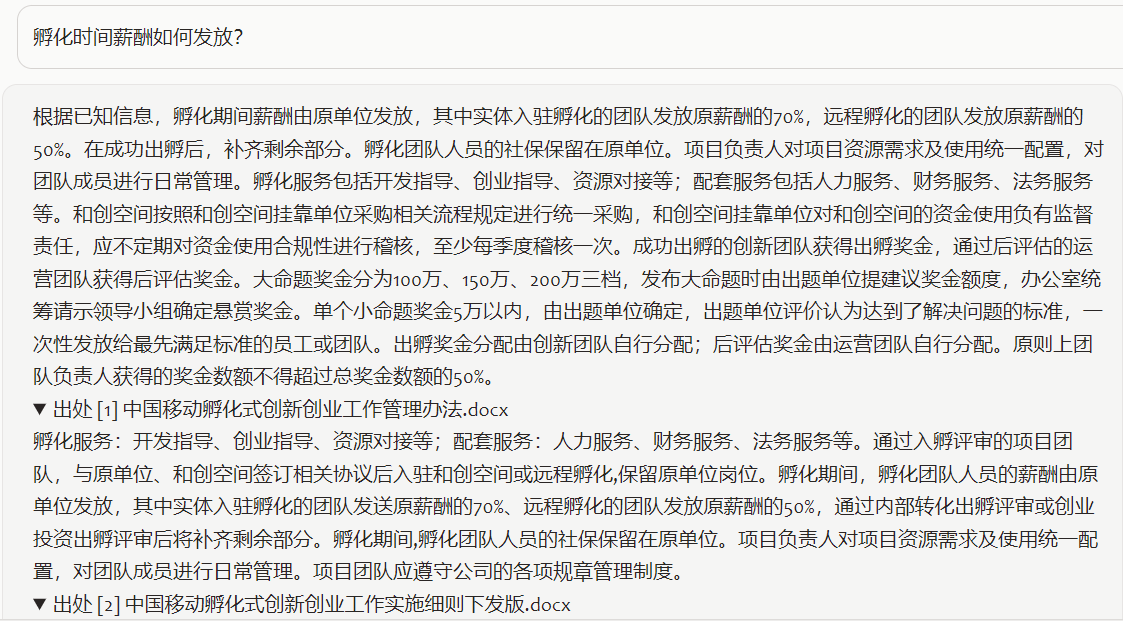 孵化时间薪酬如何发放？
根据已知信息，孵化期间薪酬由原单位发放，其中实体入驻孵化的团队发放原薪酬的70%，远程孵化的团队发放原薪酬的
50%。在成功出孵后，补齐剩余部分。孵化团队人员的社保保留在原单位。项目负责人对项目资源需求及使用统一配置，对
团队成员进行日常管理。孵化服务包括开发指导、创业指导、资源对接等；配套服务包括人力服务、财务服务、法务服务
等。和创空间按照和创空间挂靠单位采购相关流程规定进行统一采购，和创空间挂靠单位对和创空间的资金使用负有监督
责任，应不定期对资金使用合规性进行稽核，至少每季度稽核一次。成功出孵的创新团队获得出孵奖金，通过后评估的运
营团队获得后评估奖金。大命题奖金分为100万、150万、200万三档，发布大命题时由出题单位提建议奖金额度，办公室统
筹请示领导小组确定悬赏奖金。单个小命题奖金5万以内，由出题单位确定，出题单位评价认为达到了解决问题的标准，一
次性发放给最先满足标准的员工或团队。出孵奖金分配由创新团队自行分配；后评估奖金由运营团队自行分配。原则上团
队负责人获得的奖金数额不得超过总奖金数额的50%。
▼ 出处 [1] 中国移动孵化式创新创业工作管理办法.docx
孵化服务：开发指导、创业指导、资源对接等；配套服务：人力服务、财务服务、法务服务等。通过入孵评审的项目团
队，与原单位、和创空间签订相关协议后入驻和创空间或远程孵化,保留原单位岗位。孵化期间，孵化团队人员的薪酬由原
单位发放，其中实体入驻孵化的团队发送原薪酬的70%、远程孵化的团队发放原薪酬的50%，通过内部转化出孵评审或创业
投资出孵评审后将补齐剩余部分。孵化期间,孵化团队人员的社保保留在原单位。项目负责人对项目资源需求及使用统一配
置，对团队成员进行日常管理。项目团队应遵守公司的各项规章管理制度。
▼ 出处 [2] 中国移动孵化式创新创业工作实施细则下发版.docx